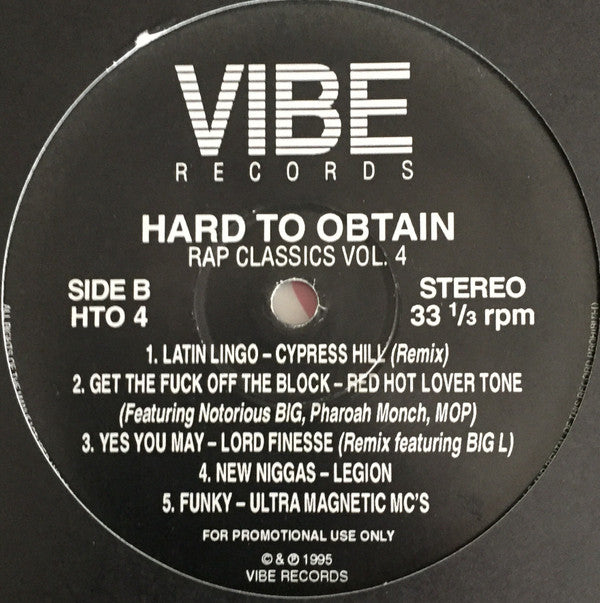 VIBE
RECORDS
HARD TO OBTAIN
RAP CLASSICS VOL. 4
SIDE B
HTO 4
STEREO
33 1/3 rpm
1. LATIN LINGO – CYPRESS HILL (Remix)
2. GET THE FUCK OFF THE BLOCK – RED HOT LOVER TONE
(Featuring Notorious BIG, Pharoah Monch, MOP)
3. YES YOU MAY – LORD FINESSE (Remix featuring BIG L)
4. NEW NIGGAS – LEGION
5. FUNKY – ULTRA MAGNETIC MC'S
FOR PROMOTIONAL USE ONLY
© & ℗ 1995
VIBE RECORDS